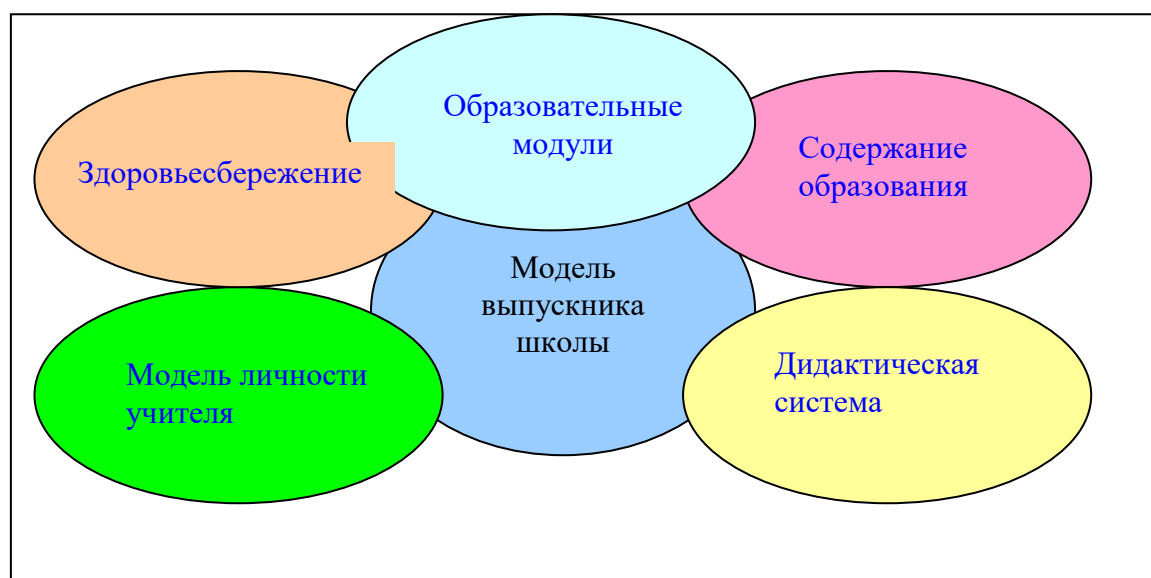 Образовательные
модули
Здоровьесбережение
Содержание
образования
Модель
выпускника
школы
Модель личности
учителя
Дидактическая
система